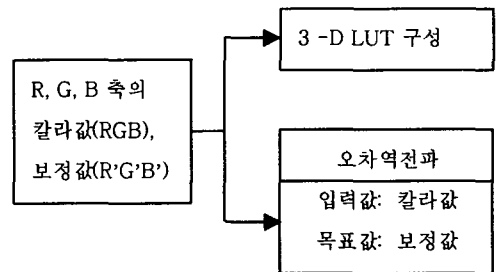 3 -D LUT 구성
R, G, B 축의
칼라값(RGB),
보정값(R'G'B')
오차역전파
입력값: 칼라값
목표값: 보정값